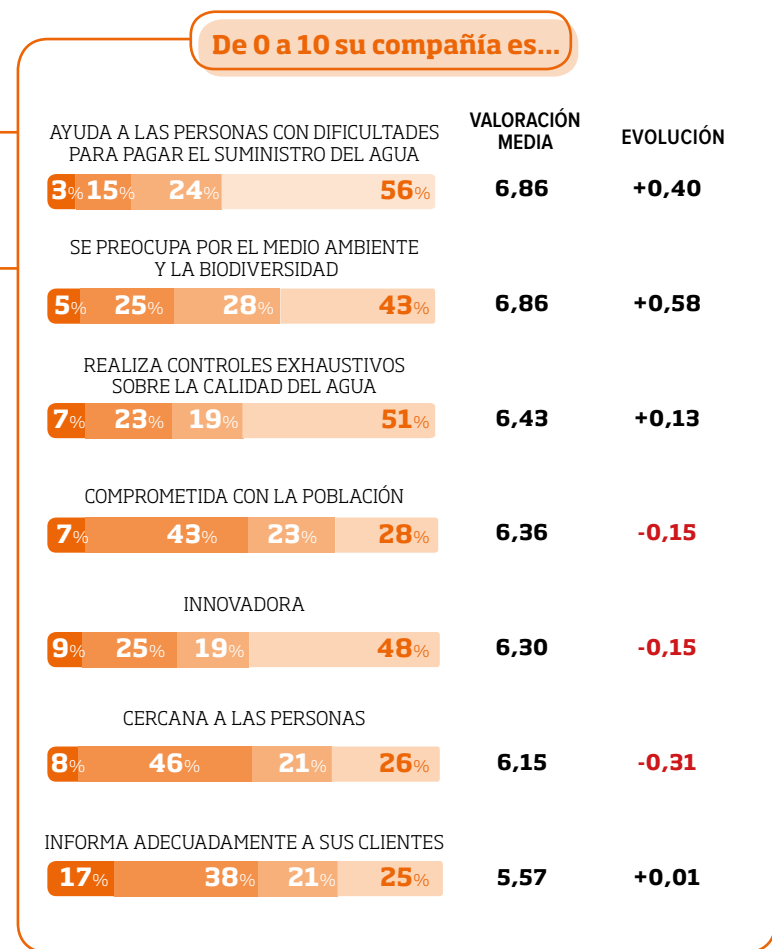 De 0 a 10 su compañía es...
VALORACIÓN
MEDIA
EVOLUCIÓN
AYUDA A LAS PERSONAS CON DIFICULTADES
PARA PAGAR EL SUMINISTRO DEL AGUA
3% 15% 24% 56% 6,86 +0,40
SE PREOCUPA POR EL MEDIO AMBIENTE
Y LA BIODIVERSIDAD
5% 25% 28% 43% 6,86 +0,58
REALIZA CONTROLES EXHAUSTIVOS
SOBRE LA CALIDAD DEL AGUA
7% 23% 19% 51% 6,43 +0,13
COMPROMETIDA CON LA POBLACIÓN
7% 43% 23% 28% 6,36 -0,15
INNOVADORA
9% 25% 19% 48% 6,30 -0,15
CERCANA A LAS PERSONAS
8% 46% 21% 26% 6,15 -0,31
INFORMA ADECUADAMENTE A SUS CLIENTES
17% 38% 21% 25% 5,57 +0,01